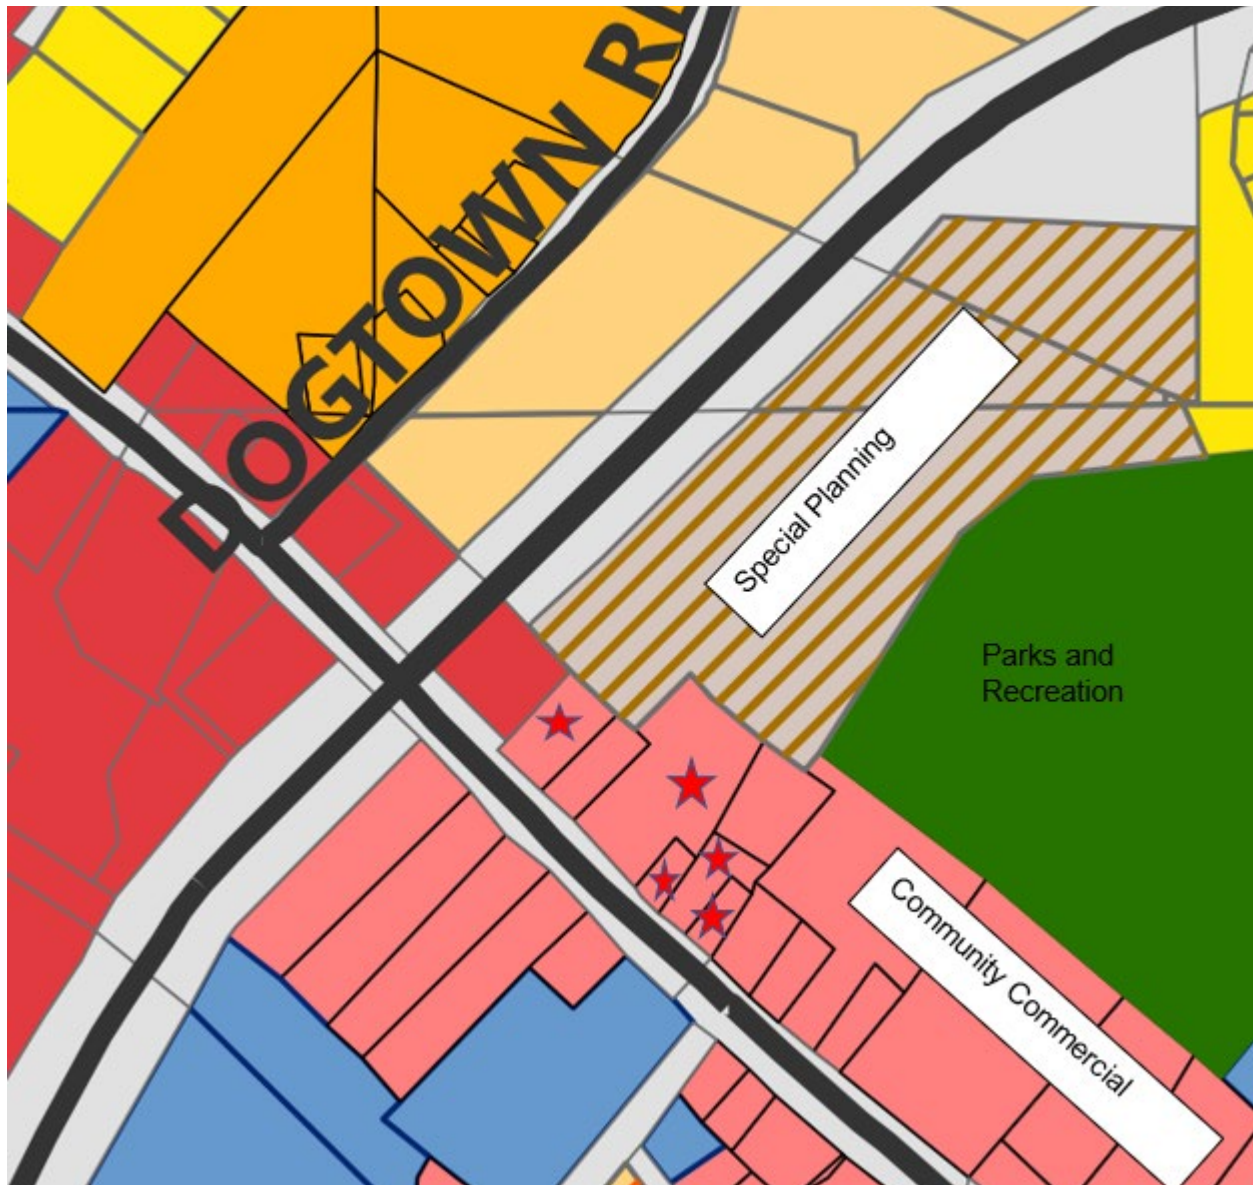 DOGTOWN R
Special Planning
Parks and
Recreation
Community Commercial